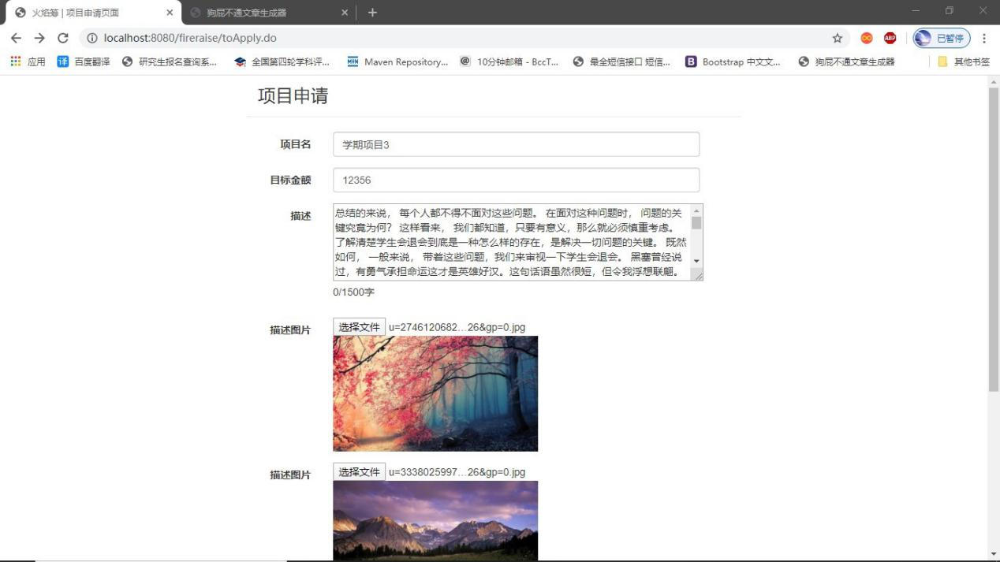 火焰筹 | 项目申请页面
狗屁不通文章生成器
localhost:8080/fireraise/toApply.do
ABP
已暂停
应用
译 百度翻译
研究生报名查询系...
全国第四轮学科评...
MVN Maven Repository...
@ 10分钟邮箱 - BccT...
最全短信接口 短信...
B Bootstrap 中文文...
狗屁不通文章生成器
其他书签
项目申请
项目名 学期项目3
目标金额 12356
描述
总结的来说， 每个人都不得不面对这些问题。 在面对这种问题时， 问题的关
键究竟为何？ 这样看来， 我们都知道，只要有意义，那么就必须慎重考虑。
了解清楚学生会退会到底是一种怎么样的存在，是解决一切问题的关键。 既然
如何， 一般来说， 带着这些问题，我们来审视一下学生会退会。 黑塞曾经说
过，有勇气承担命运这才是英雄好汉。这句话语虽然很短，但令我浮想联翩。
0/1500字
描述图片 选择文件 u=2746120682...26&gp=0.jpg
描述图片 选择文件 u=3338025997...26&gp=0.jpg